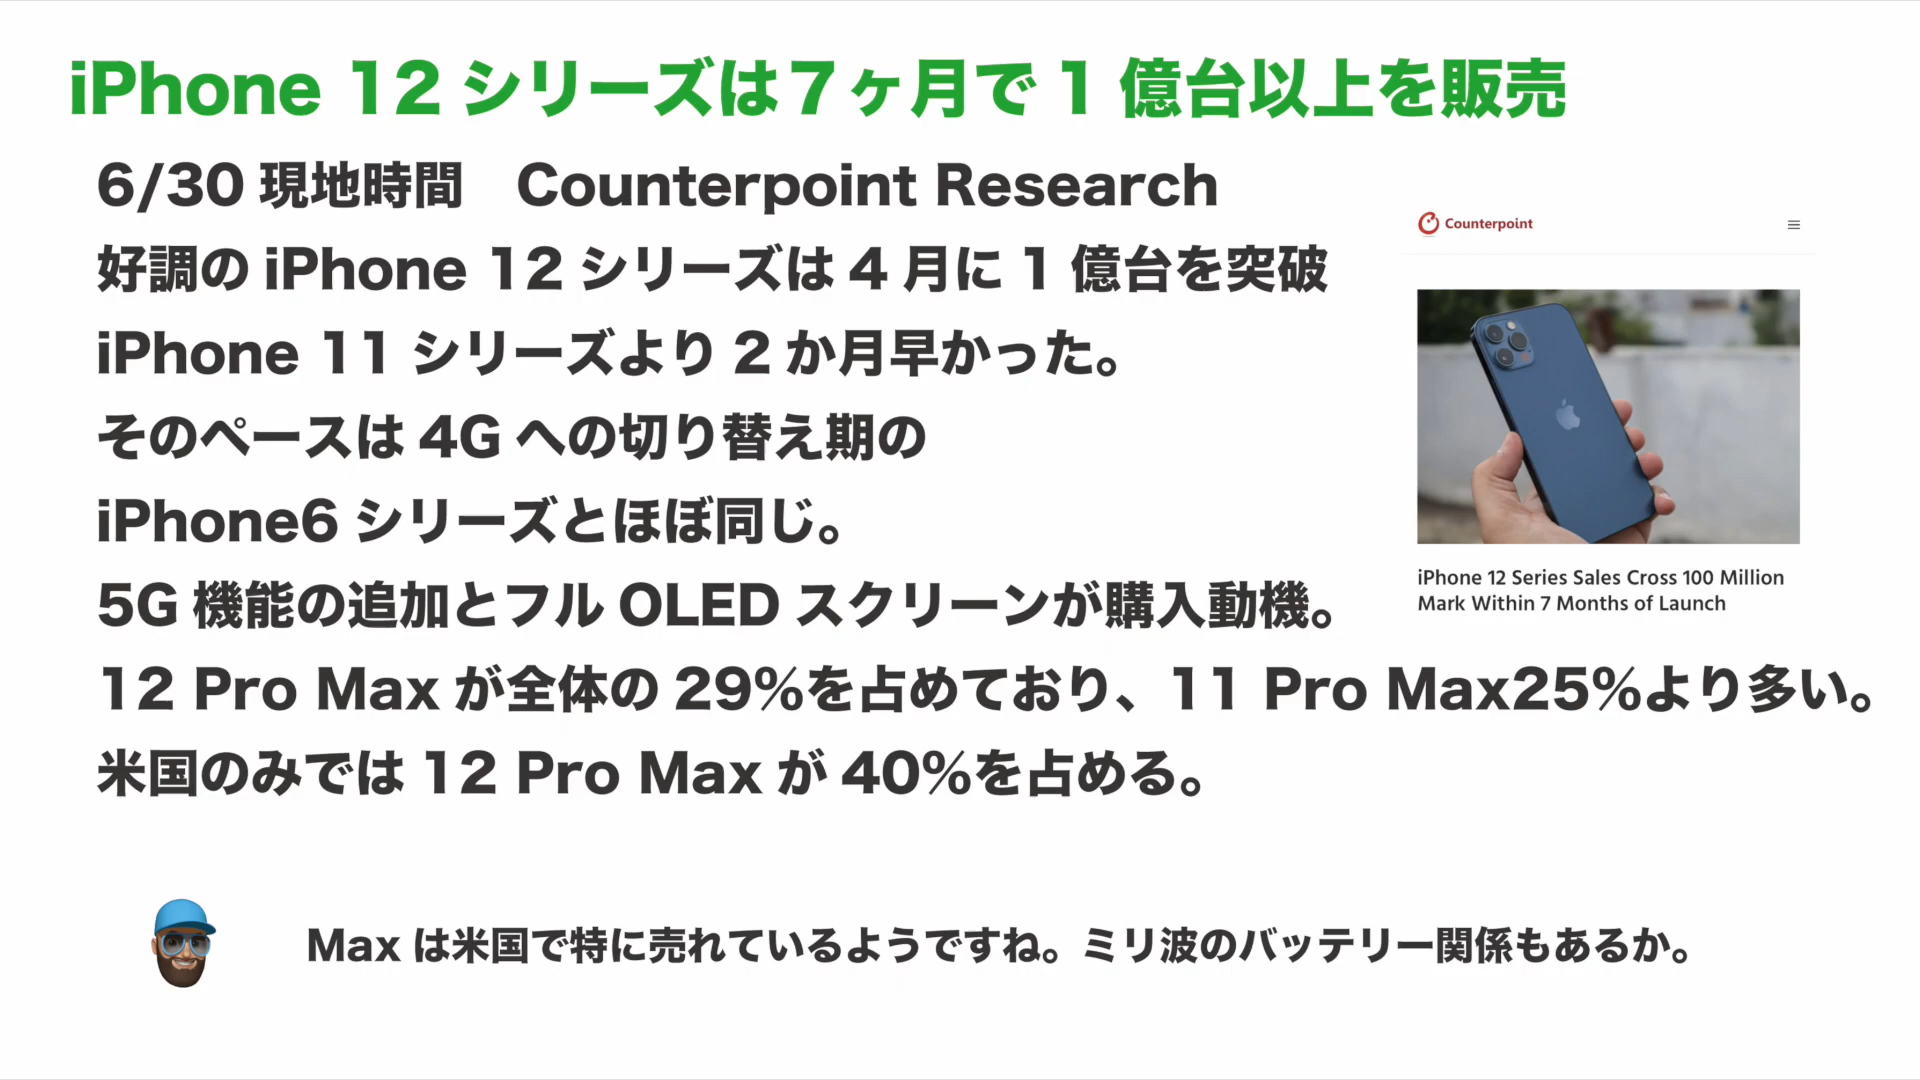 iPhone 12 シリーズは７ヶ月で 1 億台以上を販売
6/30 現地時間　Counterpoint Research
好調の iPhone 12 シリーズは 4 月に 1 億台を突破
iPhone 11 シリーズより 2 か月早かった。
そのペースは 4G への切り替え期の
iPhone6 シリーズとほぼ同じ。
5G 機能の追加とフル OLED スクリーンが購入動機。
12 Pro Max が全体の 29%を占めており、11 Pro Max25%より多い。
米国のみでは 12 Pro Max が 40%を占める。
Counterpoint
iPhone 12 Series Sales Cross 100 Million
Mark Within 7 Months of Launch
Max は米国で特に売れているようですね。ミリ波のバッテリー関係もあるか。